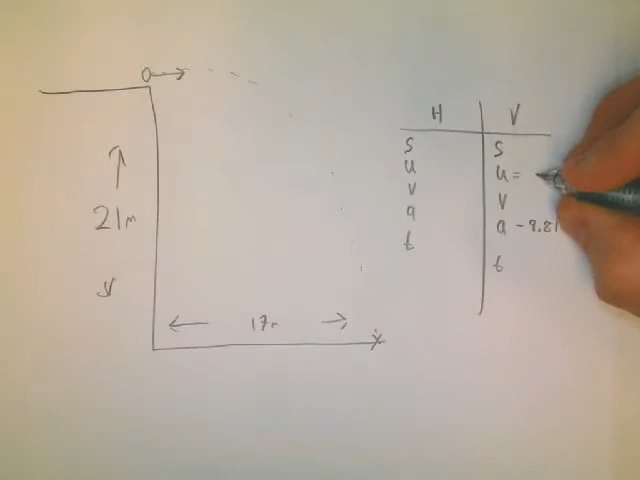 O
H V
s s
u u =
v v
a a - 9.81
t t
21m
17m
x